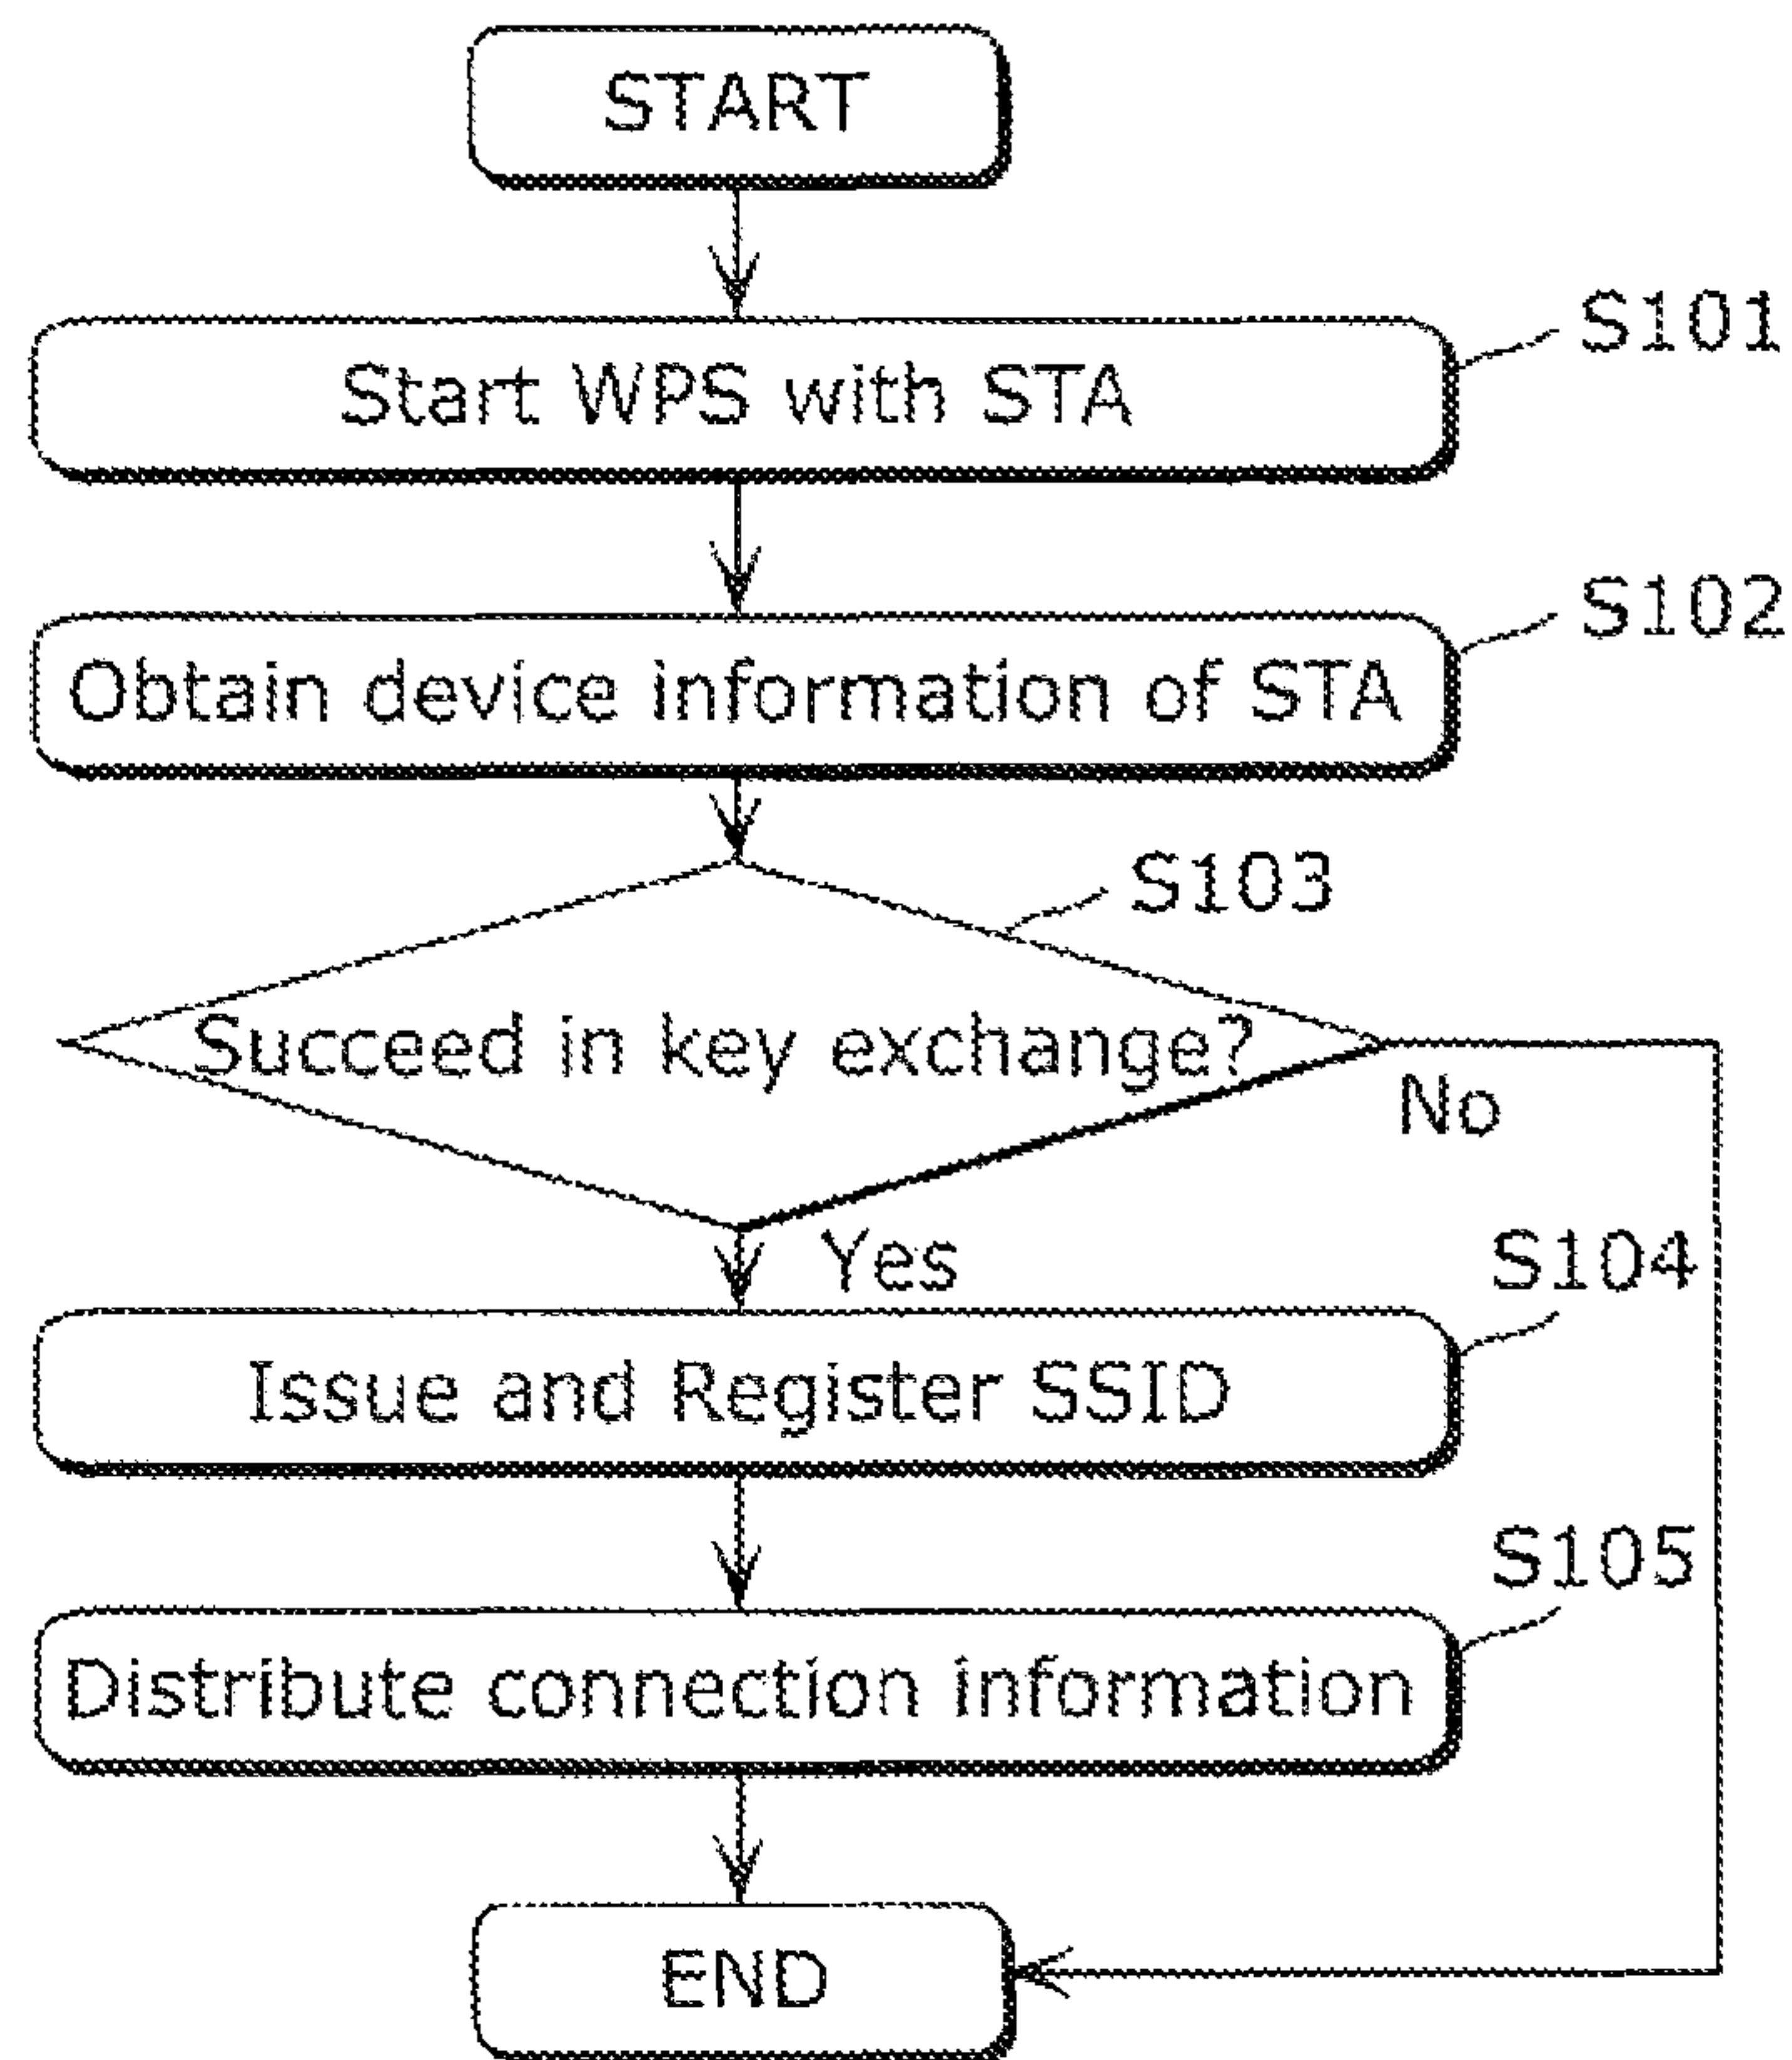 START
S101
Start WPS with STA
S102
Obtain device information of STA
S103
Succeed in key exchange?
No
Yes
S104
Issue and Register SSID
S105
Distribute connection information
END